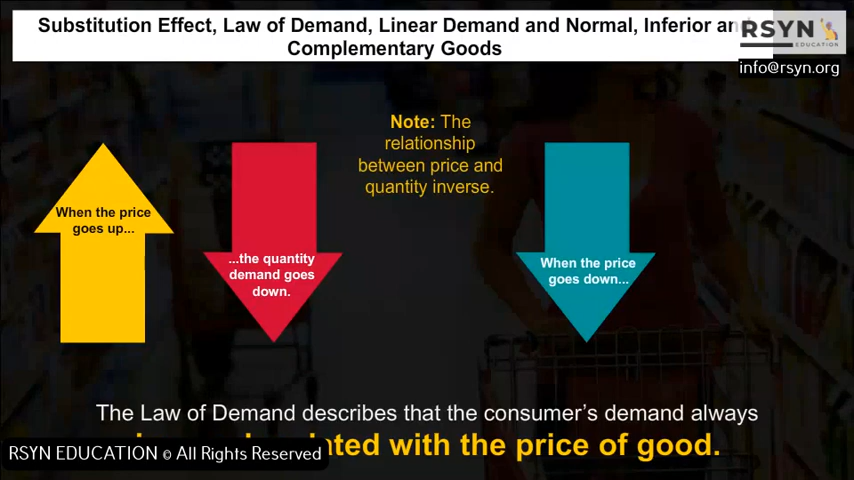 Substitution Effect, Law of Demand, Linear Demand and Normal, Inferior
Complementary Goods
RSYN
EDUCATION
info@rsyn.org
Note: The
relationship
between price and
quantity inverse.
When the price
goes up...
...the quantity
demand goes
down.
When the price
goes down...
The Law of Demand describes that the consumer's demand always
with the price of good.
RSYN EDUCATION © All Rights Reserved